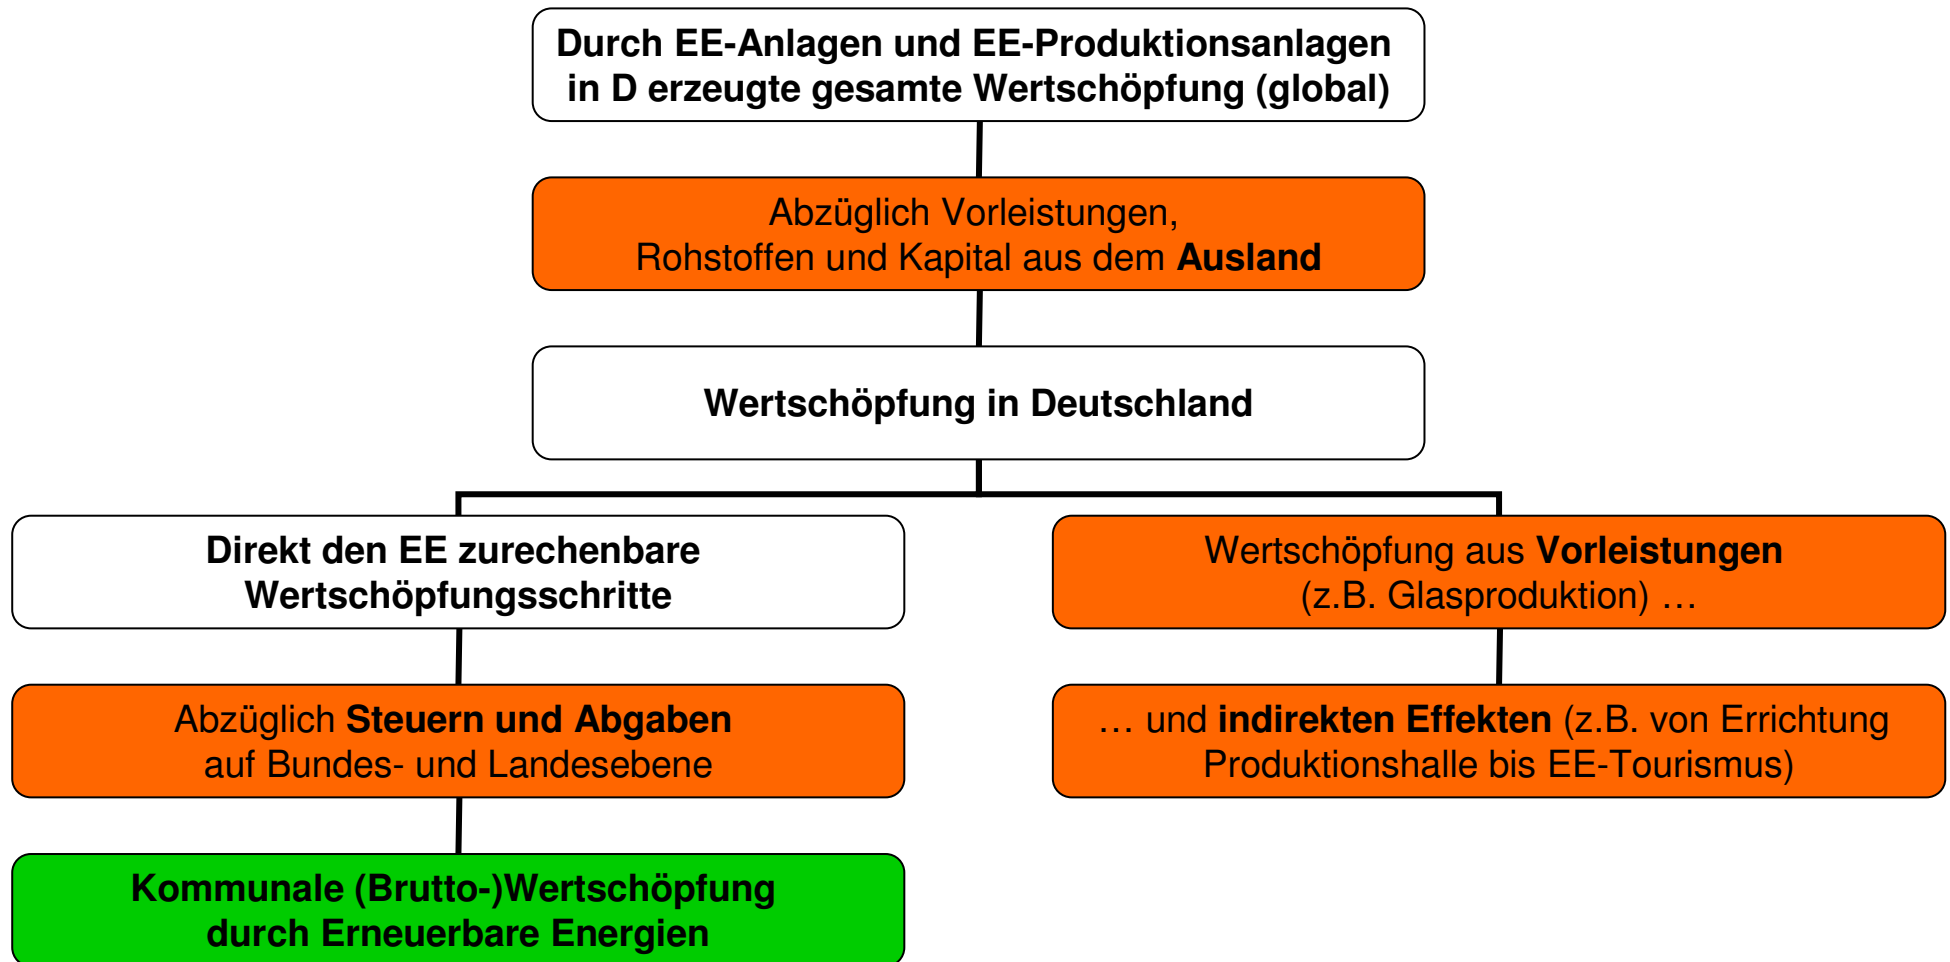 Durch EE-Anlagen und EE-Produktionsanlagen
in D erzeugte gesamte Wertschöpfung (global)
Abzüglich Vorleistungen,
Rohstoffen und Kapital aus dem Ausland
Wertschöpfung in Deutschland
Direkt den EE zurechenbare
Wertschöpfungsschritte
Wertschöpfung aus Vorleistungen
(z.B. Glasproduktion) …
Abzüglich Steuern und Abgaben
auf Bundes- und Landesebene
… und indirekten Effekten (z.B. von Errichtung
Produktionshalle bis EE-Tourismus)
Kommunale (Brutto-)Wertschöpfung
durch Erneuerbare Energien